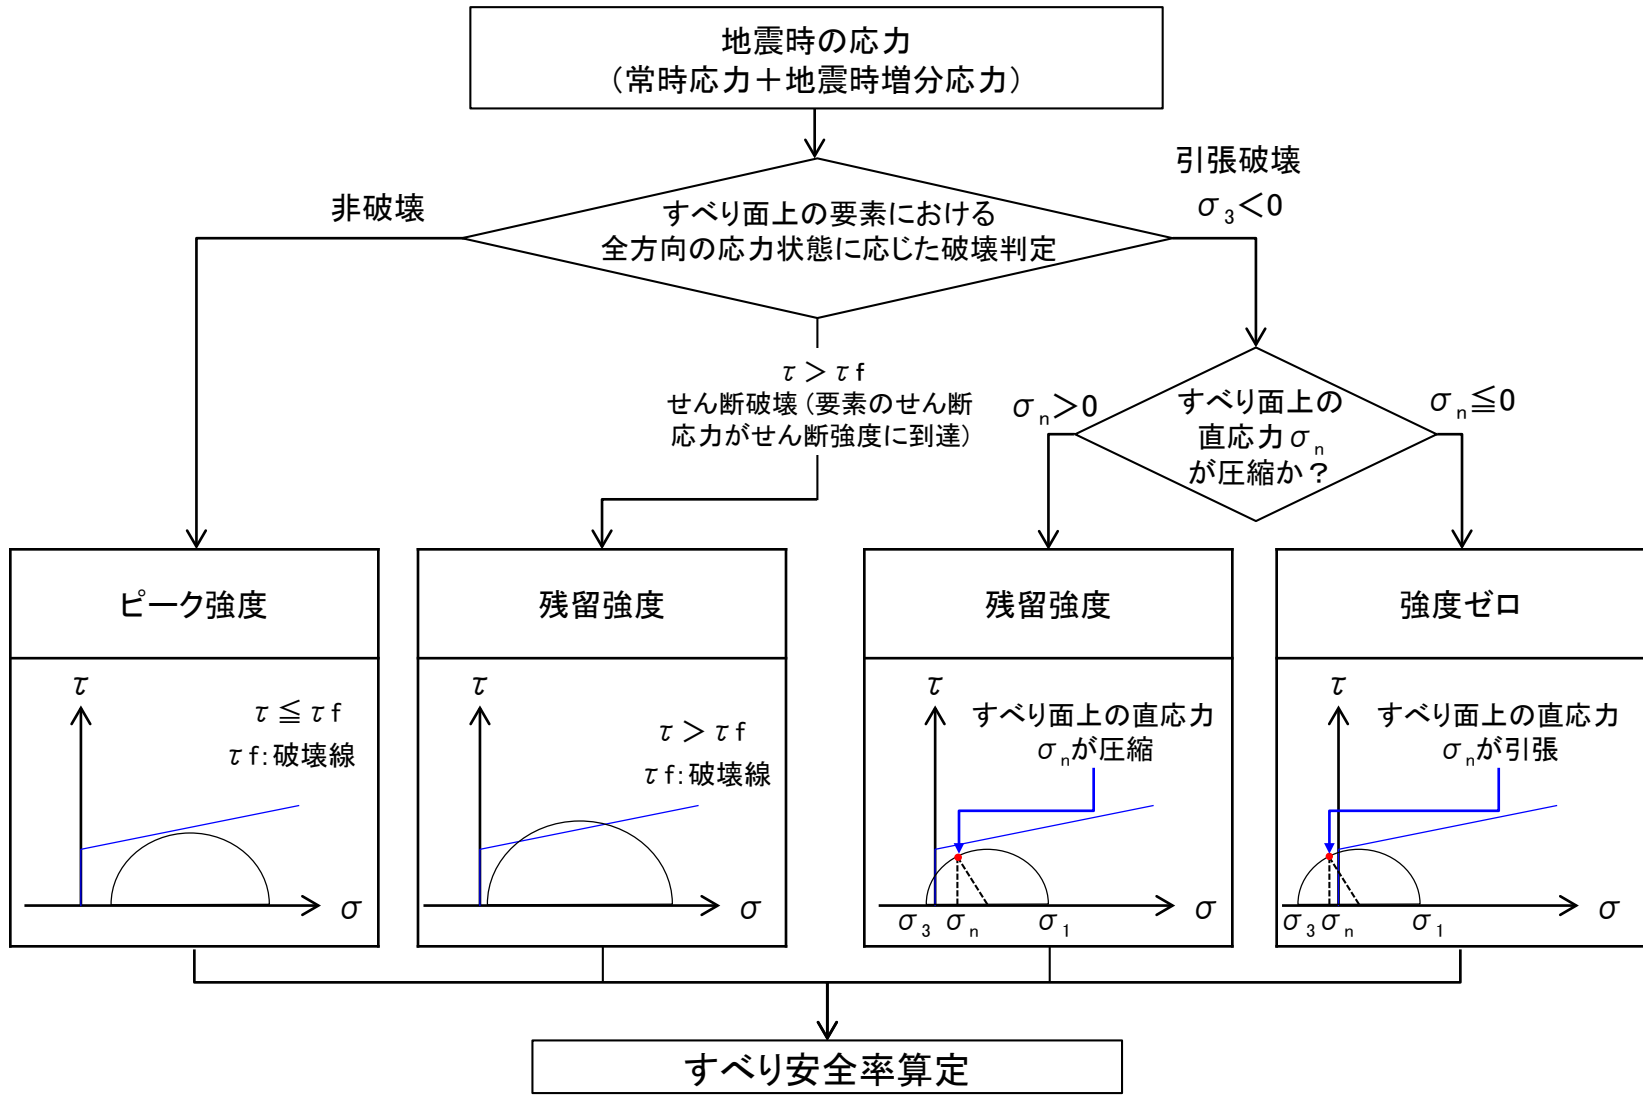 地震時の応力
（常時応力＋地震時増分応力）
非破壊
すべり面上の要素における
全方向の応力状態に応じた破壊判定
引張破壊
σ3＜0
τ＞τf
せん断破壊（要素のせん断
応力がせん断強度に到達）
σn＞0
すべり面上の
直応力σn
が圧縮か？
σn≦0
ピーク強度
τ
τ≦τf
τf：破壊線
σ
残留強度
τ
τ＞τf
τf：破壊線
σ
残留強度
τ
すべり面上の直応力
σnが圧縮
σ
σ3 σn σ1
強度ゼロ
τ
すべり面上の直応力
σnが引張
σ
σ3 σn σ1
すべり安全率算定